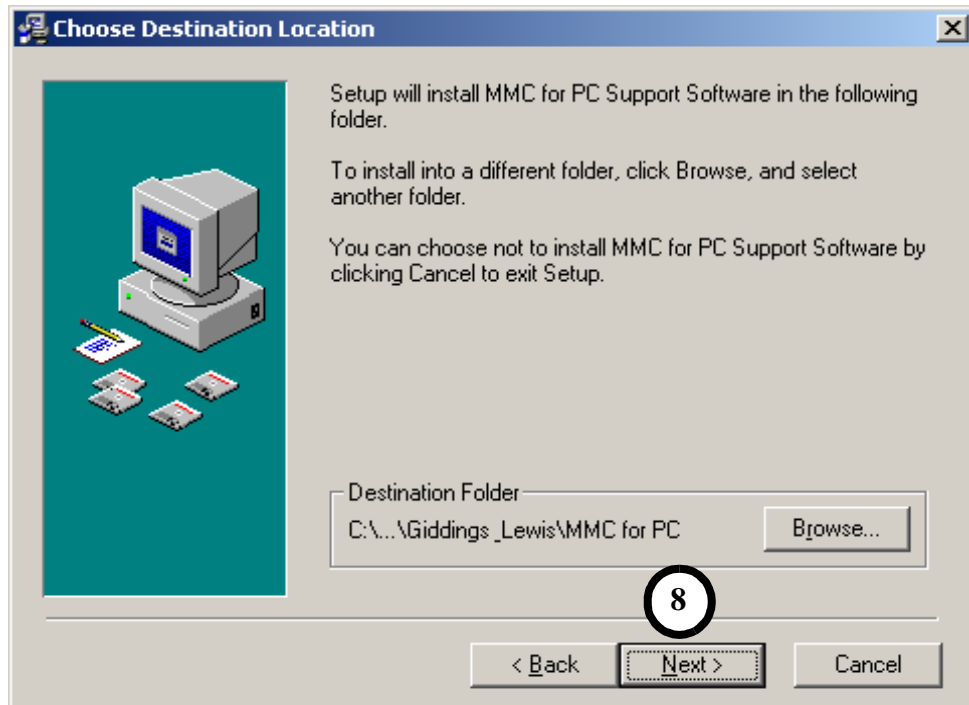 Choose Destination Location
Setup will install MMC for PC Support Software in the following
folder.
To install into a different folder, click Browse, and select
another folder.
You can choose not to install MMC for PC Support Software by
clicking Cancel to exit Setup.
Destination Folder
C:\...\Giddings_Lewis\MMC for PC
Browse...
8
< Back
Next >
Cancel